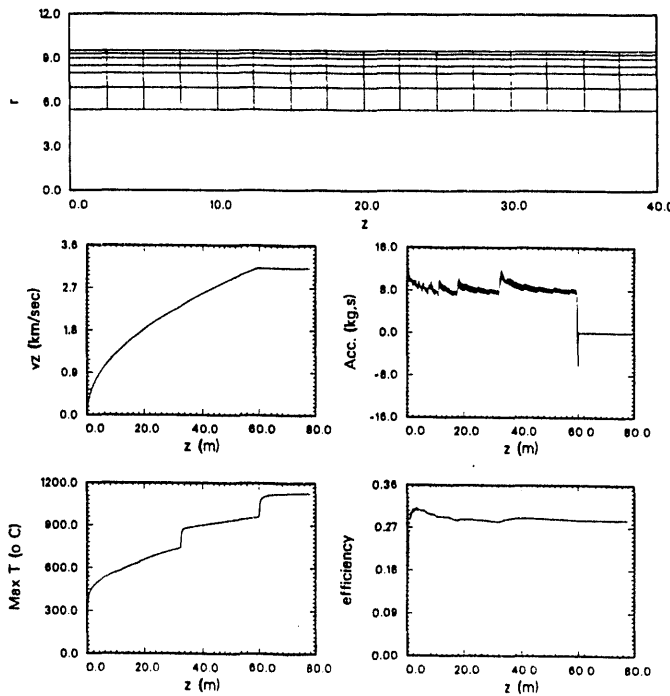 12.0
9.0
6.0
3.0
0.0
r
0.0 10.0 20.0 30.0 40.0
z
3.6
2.7
1.8
0.9
0.0
vz (km/sec)
0.0 20.0 40.0 60.0 80.0
z (m)
16.0
8.0
0.0
-8.0
-16.0
Acc. (kg,s)
0.0 20.0 40.0 60.0 80.0
z (m)
1200.0
900.0
600.0
300.0
0.0
Max T (o C)
0.0 20.0 40.0 60.0 80.0
z (m)
0.36
0.27
0.18
0.09
0.00
efficiency
0.0 20.0 40.0 60.0 80.0
z (m)